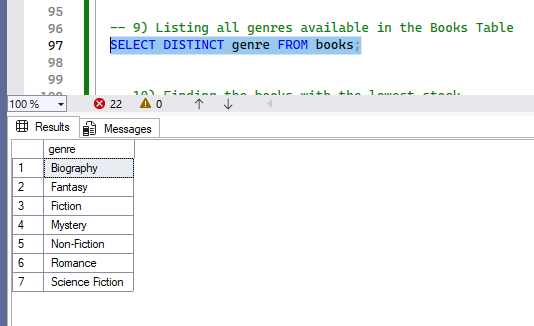 95
96 -- 9) Listing all genres available in the Books Table
97 SELECT DISTINCT genre FROM books;
98
99
100 -- 10) Finding the books with the lowest stock
100 % 22 0
Results Messages
genre
1 Biography
2 Fantasy
3 Fiction
4 Mystery
5 Non-Fiction
6 Romance
7 Science Fiction